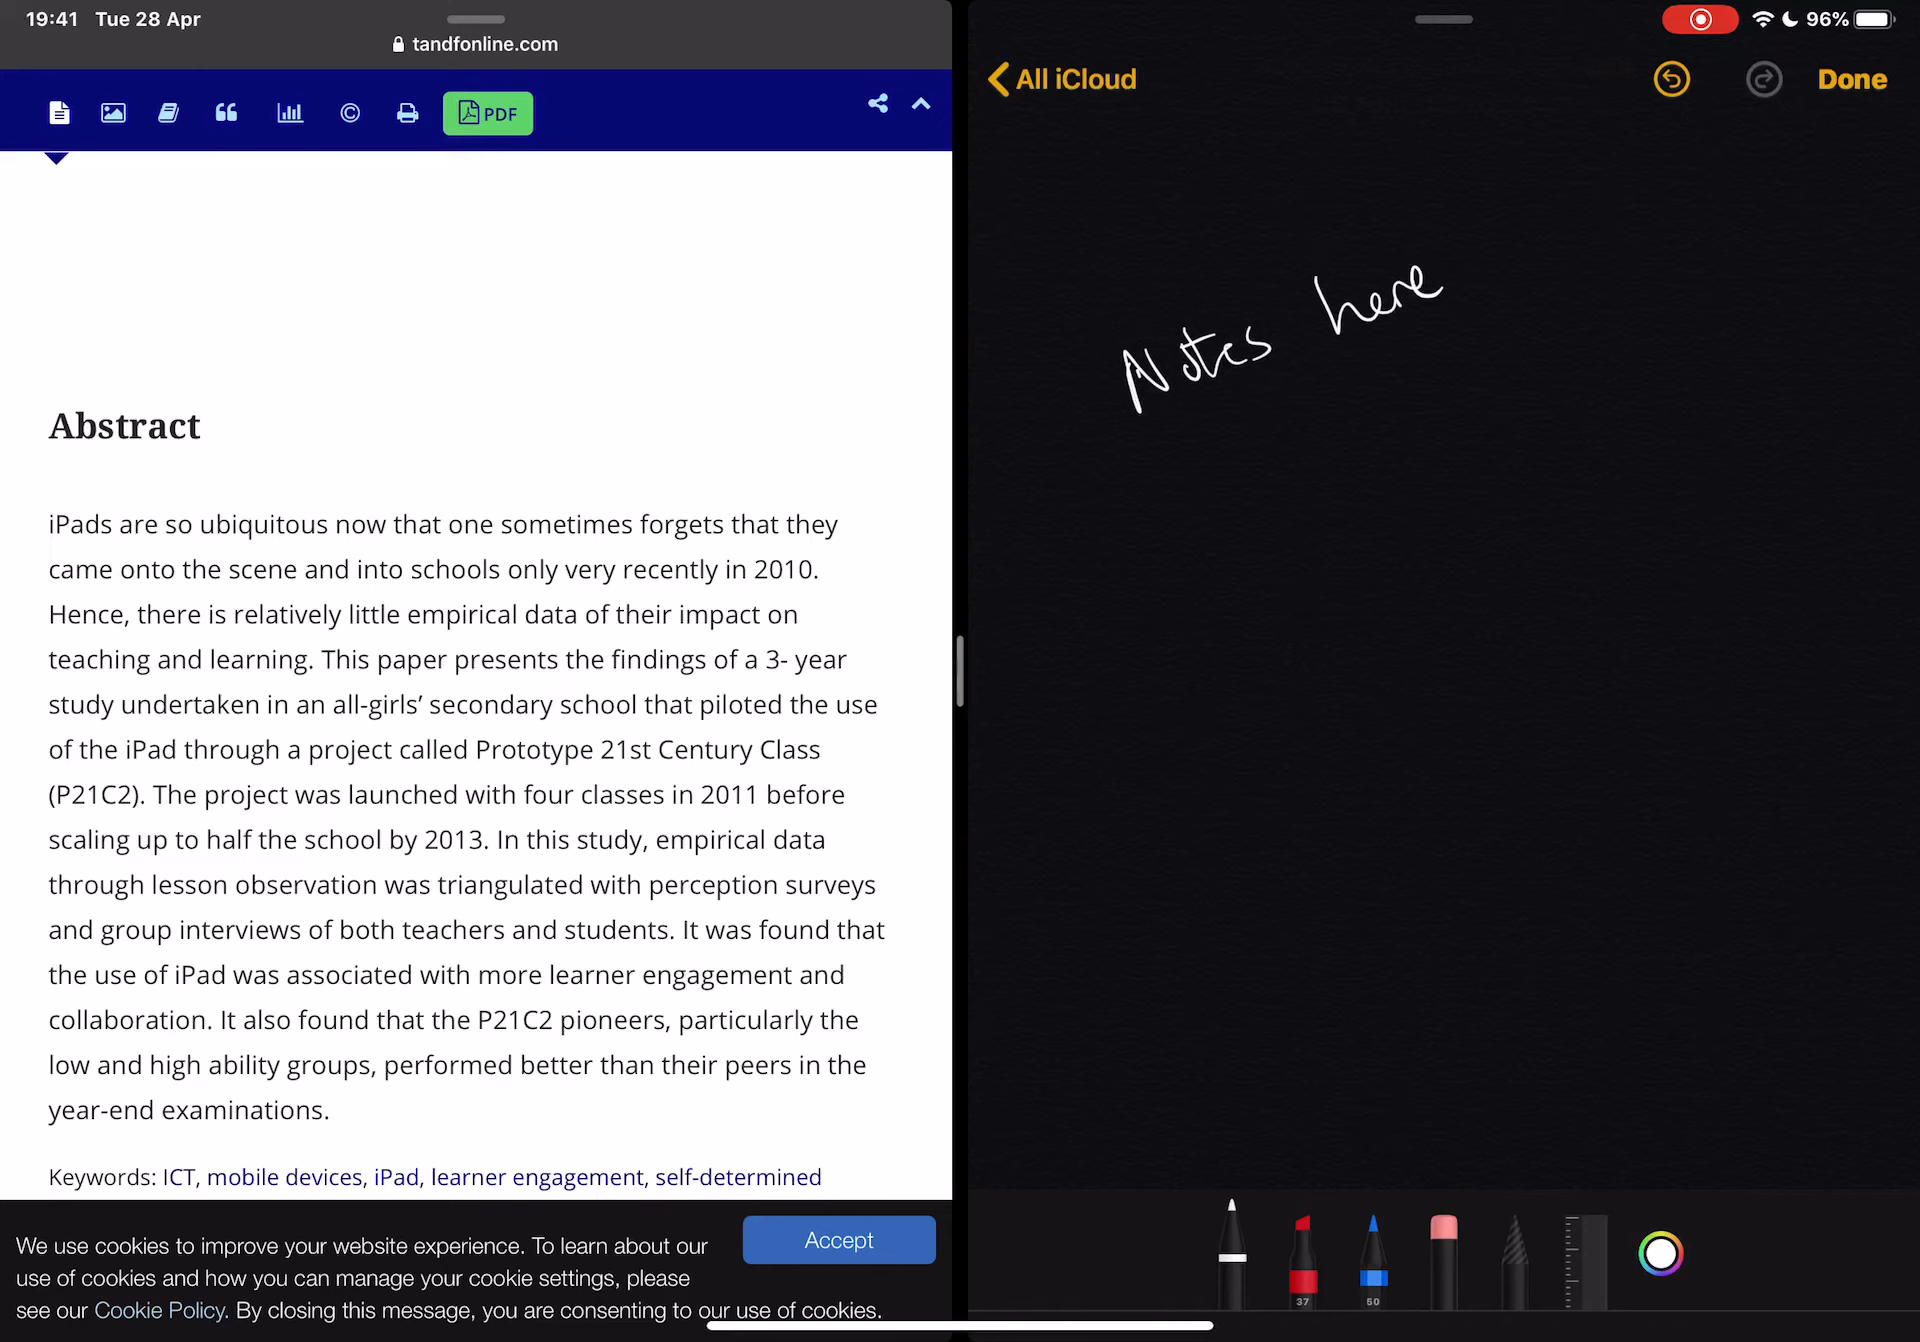 19:41 Tue 28 Apr
tandfonline.com
PDF
Abstract
iPads are so ubiquitous now that one sometimes forgets that they
came onto the scene and into schools only very recently in 2010.
Hence, there is relatively little empirical data of their impact on
teaching and learning. This paper presents the findings of a 3- year
study undertaken in an all-girls’ secondary school that piloted the use
of the iPad through a project called Prototype 21st Century Class
(P21C2). The project was launched with four classes in 2011 before
scaling up to half the school by 2013. In this study, empirical data
through lesson observation was triangulated with perception surveys
and group interviews of both teachers and students. It was found that
the use of iPad was associated with more learner engagement and
collaboration. It also found that the P21C2 pioneers, particularly the
low and high ability groups, performed better than their peers in the
year-end examinations.
Keywords: ICT, mobile devices, iPad, learner engagement, self-determined
We use cookies to improve your website experience. To learn about our
use of cookies and how you can manage your cookie settings, please
see our Cookie Policy. By closing this message, you are consenting to our use of cookies.
Accept
96%
All iCloud
Done
Notes here
37
50